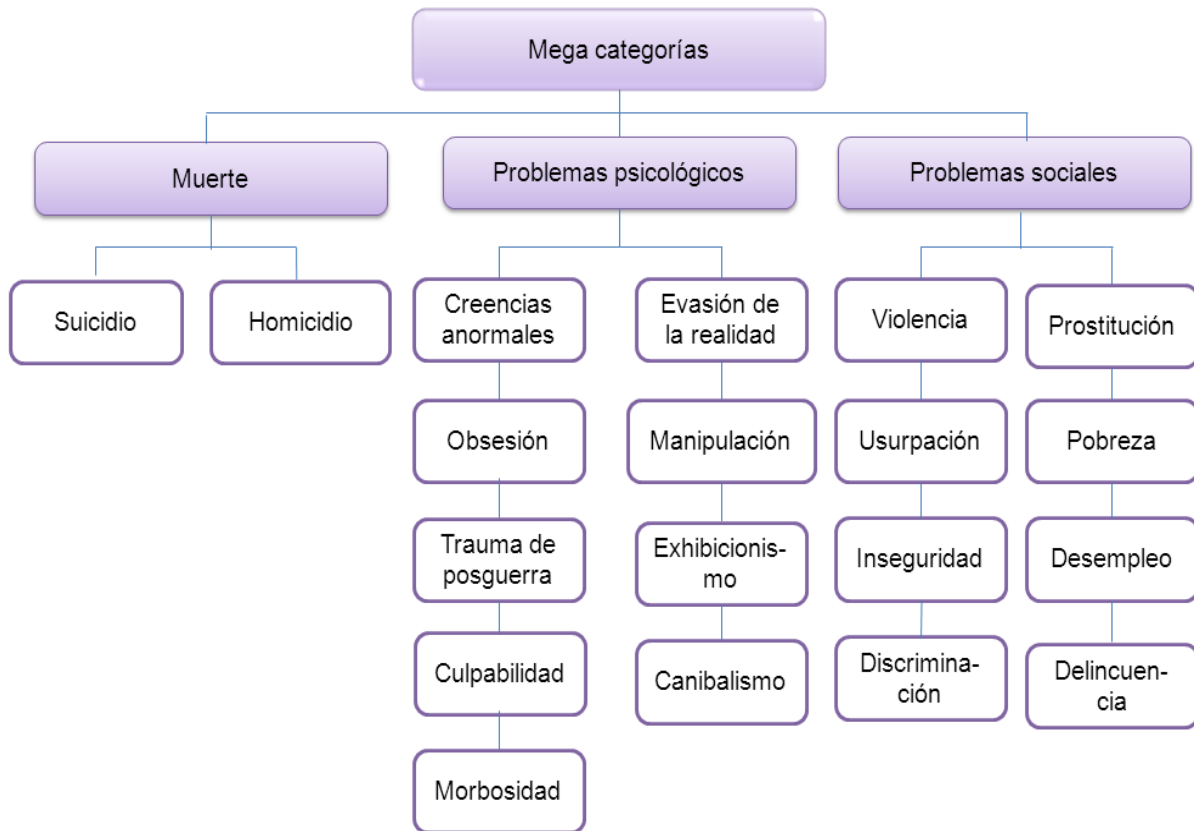 Mega categorías
Muerte
Problemas psicológicos
Problemas sociales
Suicidio
Homicidio
Creencias
anormales
Evasión de
la realidad
Violencia
Prostitución
Obsesión
Manipulación
Usurpación
Pobreza
Trauma de
posguerra
Exhibicionis-
mo
Inseguridad
Desempleo
Culpabilidad
Canibalismo
Discrimina-
ción
Delincuen-
cia
Morbosidad